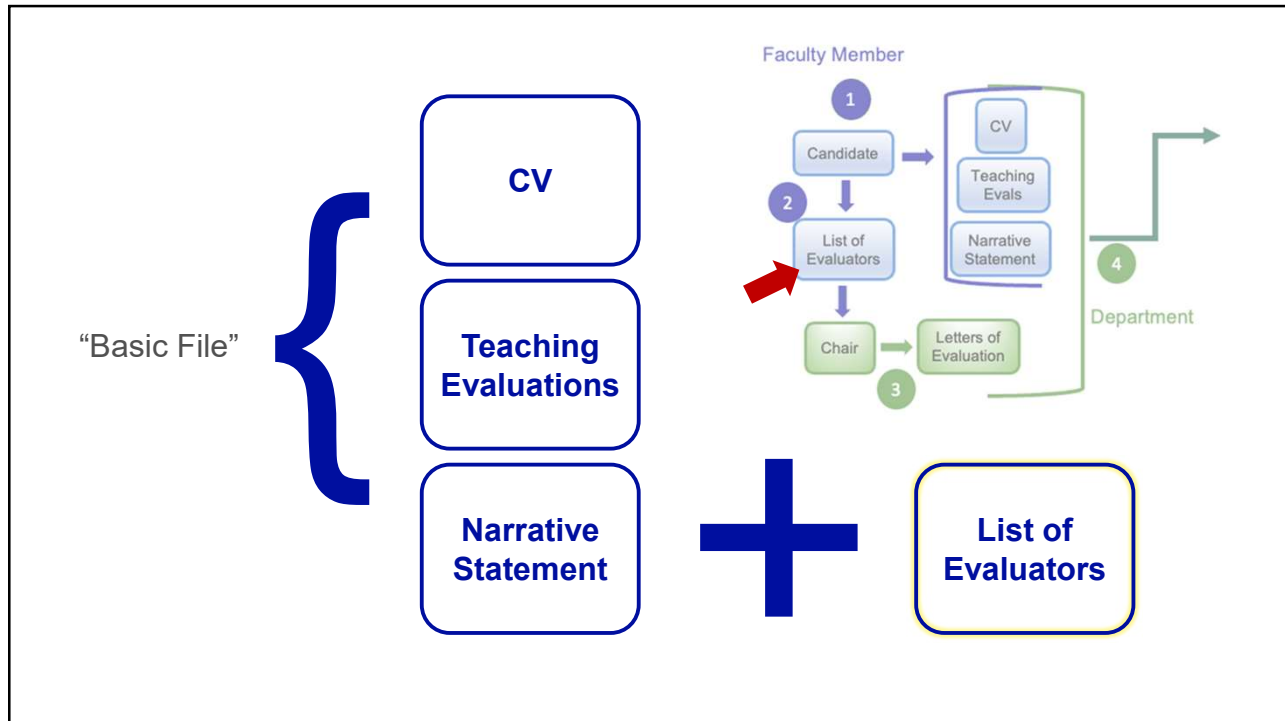 “Basic File”
CV
Teaching
Evaluations
Narrative
Statement
List of
Evaluators
Faculty Member
1
Candidate
CV
Teaching
Evals
Narrative
Statement
2
List of
Evaluators
4
Department
Chair
Letters of
Evaluation
3